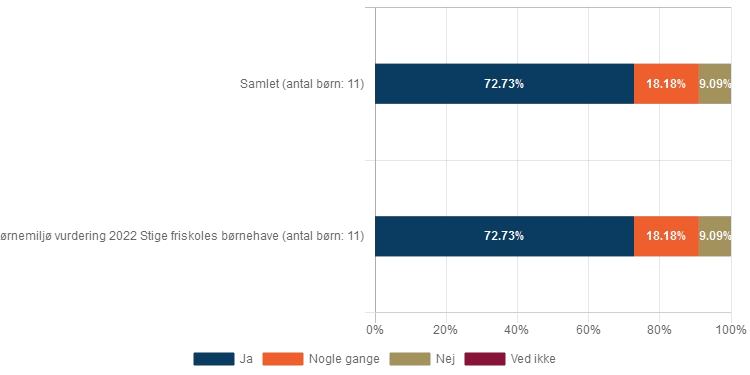 Samlet (antal børn: 11)
72.73% 18.18% 9.09%
ørnemiljø vurdering 2022 Stige friskoles børnehave (antal børn: 11)
72.73% 18.18% 9.09%
0% 20% 40% 60% 80% 100%
Ja Nogle gange Nej Ved ikke